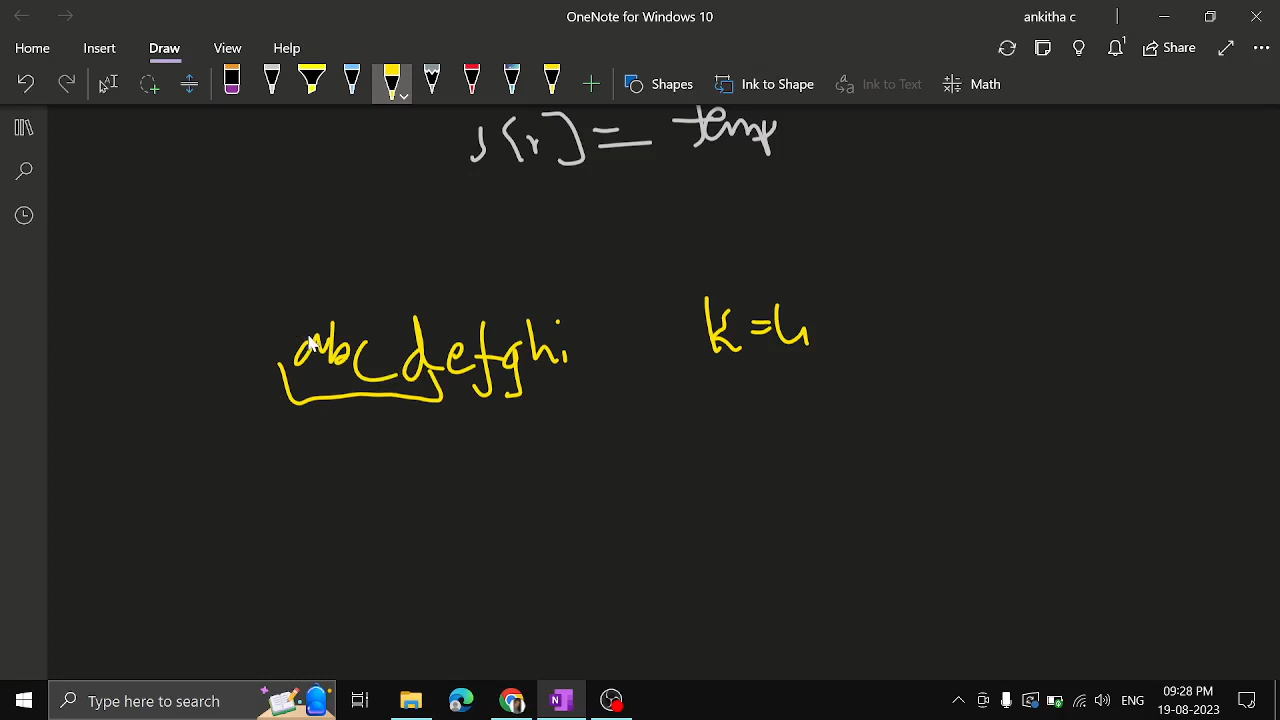 OneNote for Windows 10
ankitha c
Home Insert Draw View Help
Share
Shapes Ink to Shape Ink to Text Math
s[r] = temp
abcdefghi k=4
Type here to search
ENG
09:28 PM
19-08-2023